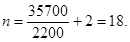 n = 35700/2200 + 2 = 18.